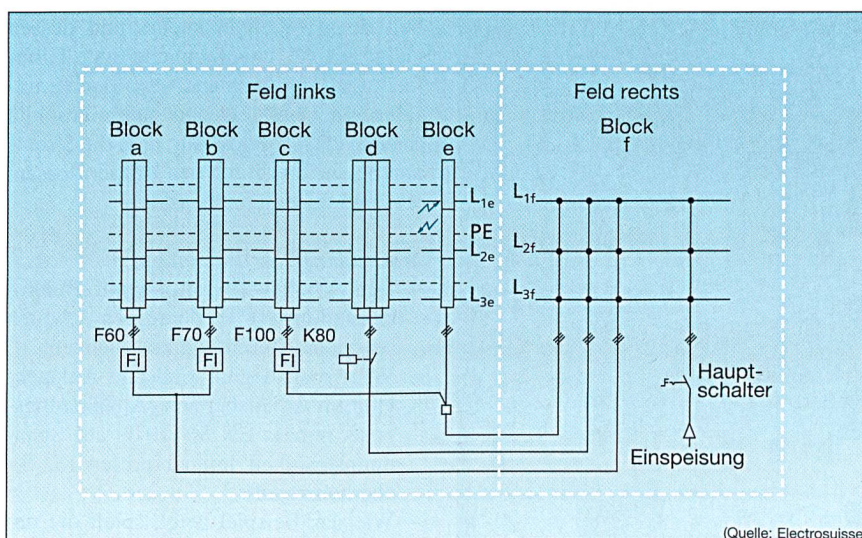 Feld links
Feld rechts
Block a
Block b
Block c
Block d
Block e
Block f
L1e
PE
L2e
L3e
L1f
L2f
L3f
F60
F70
F100
K80
FI
FI
FI
Haupt-
schalter
Einspeisung
(Quelle: Electrosuisse